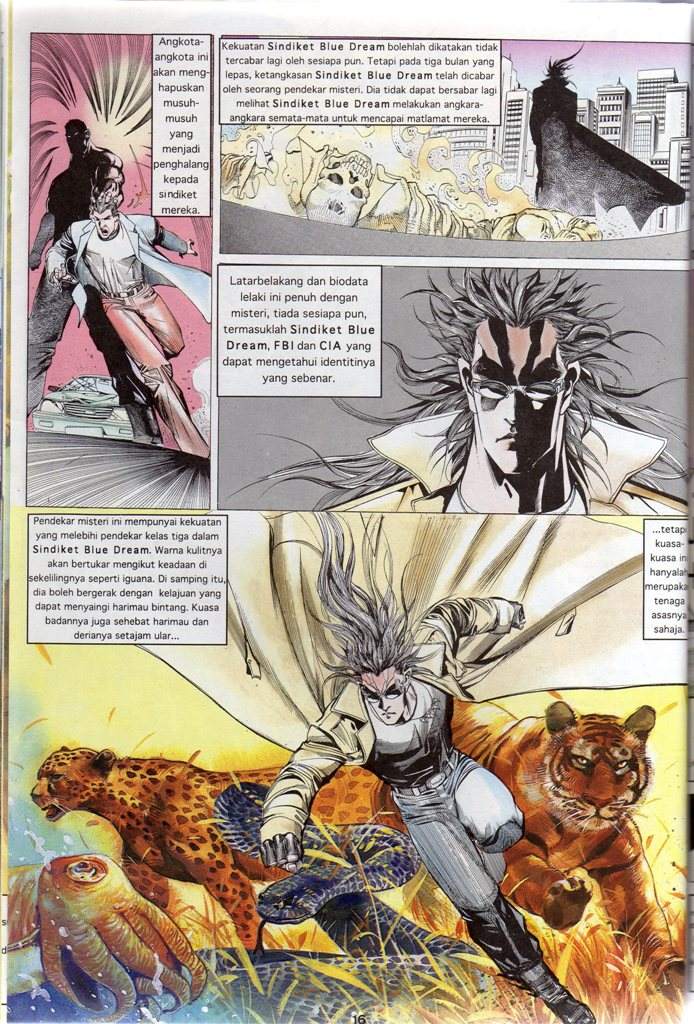 Angkota-
angkota ini
akan meng-
hapuskan
musuh-
musuh
yang
menjadi
penghalang
kepada
sindiket
mereka.
Kekuatan Sindiket Blue Dream bolehlah dikatakan tidak
tercabar lagi oleh sesiapa pun. Tetapi pada tiga bulan yang
lepas, ketangkasan Sindiket Blue Dream telah dicabar
oleh seorang pendekar misteri. Dia tidak dapat bersabar lagi
melihat Sindiket Blue Dream melakukan angkara-
angkara semata-mata untuk mencapai matlamat mereka.
Latarbelakang dan biodata
lelaki ini penuh dengan
misteri, tiada sesiapa pun,
termasuklah Sindiket Blue
Dream, FBI dan CIA yang
dapat mengetahui identitinya
yang sebenar.
Pendekar misteri ini mempunyai kekuatan
yang melebihi pendekar kelas tiga dalam
Sindiket Blue Dream. Warna kulitnya
akan bertukar mengikut keadaan di
sekelilingnya seperti iguana. Di samping itu,
dia boleh bergerak dengan kelajuan yang
dapat menyaingi harimau bintang. Kuasa
badannya juga sehebat harimau dan
derianya setajam ular...
...tetapi
kuasa-
kuasa in
hanyalah
merupaka
tenaga
asasnya
sahaja.
16